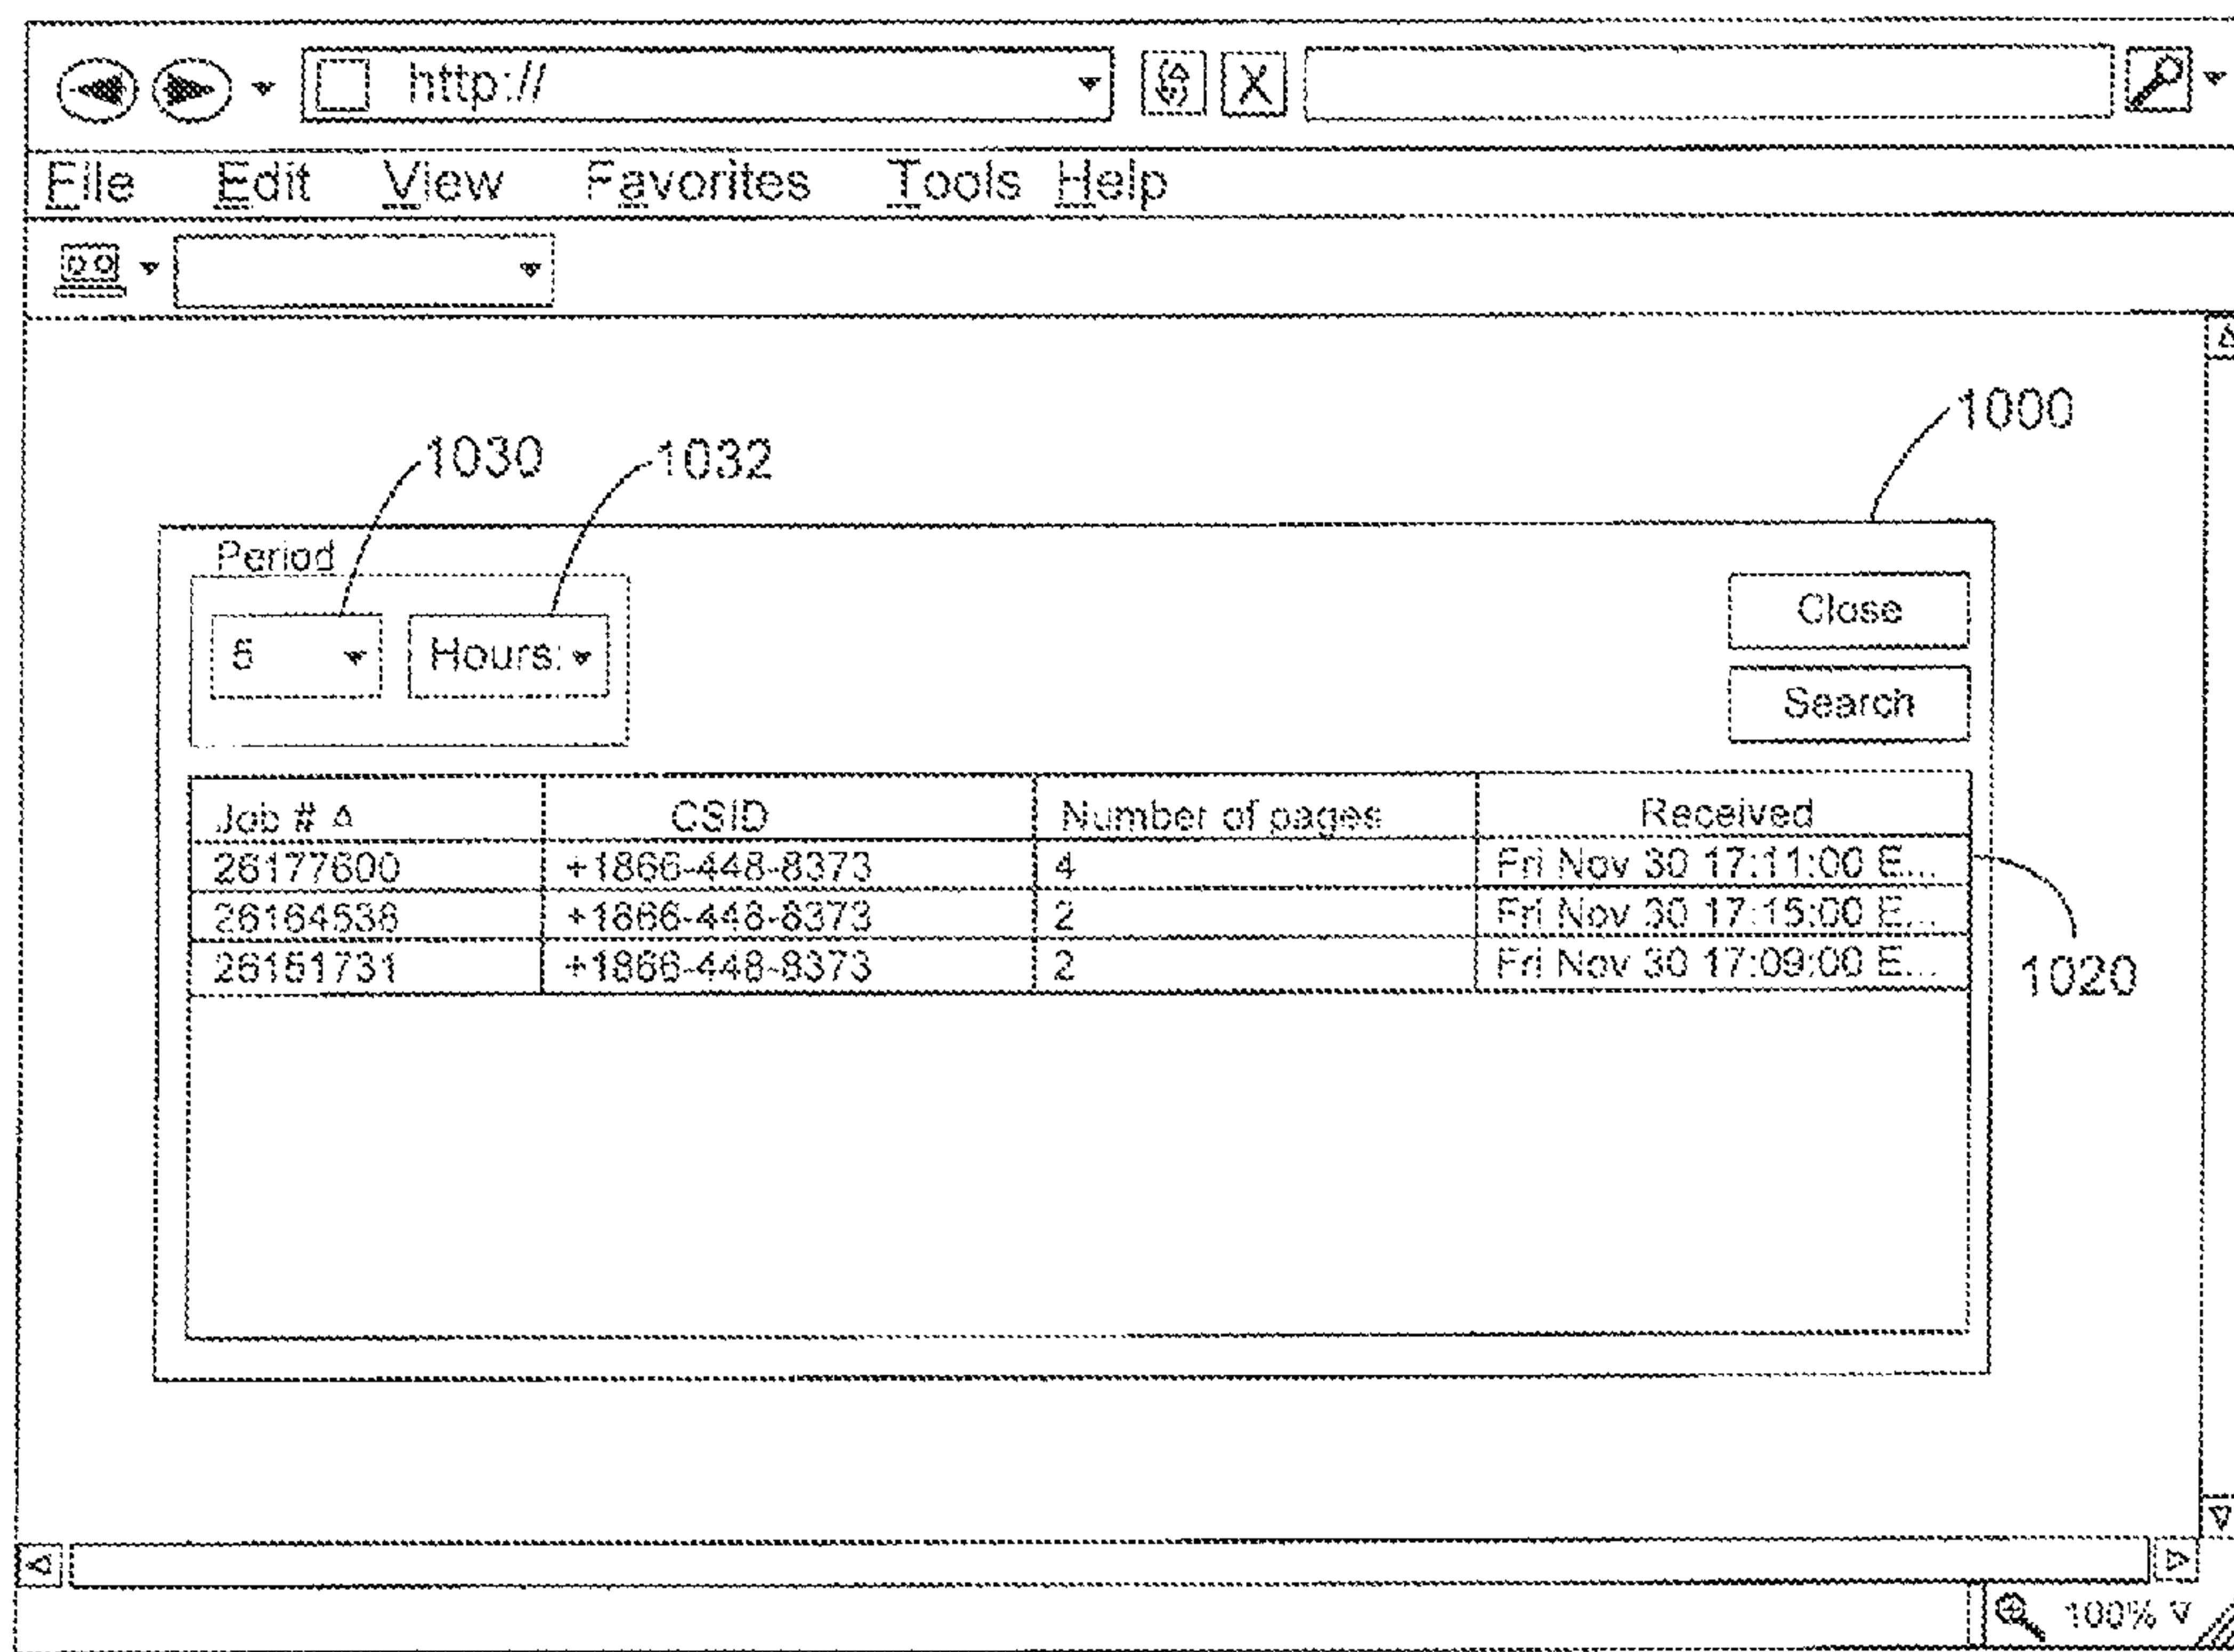 http://
X
File Edit View Favorites Tools Help
1000
1030 1032
Period
5 Hours:
Close
Search
Job # Δ CSID Number of pages Received
26177600 +1866-448-8373 4 Fri Nov 30 17:11:00 E...
26164538 +1866-448-8373 2 Fri Nov 30 17:15:00 E...
26151731 +1866-448-8373 2 Fri Nov 30 17:09:00 E...
1020
100%